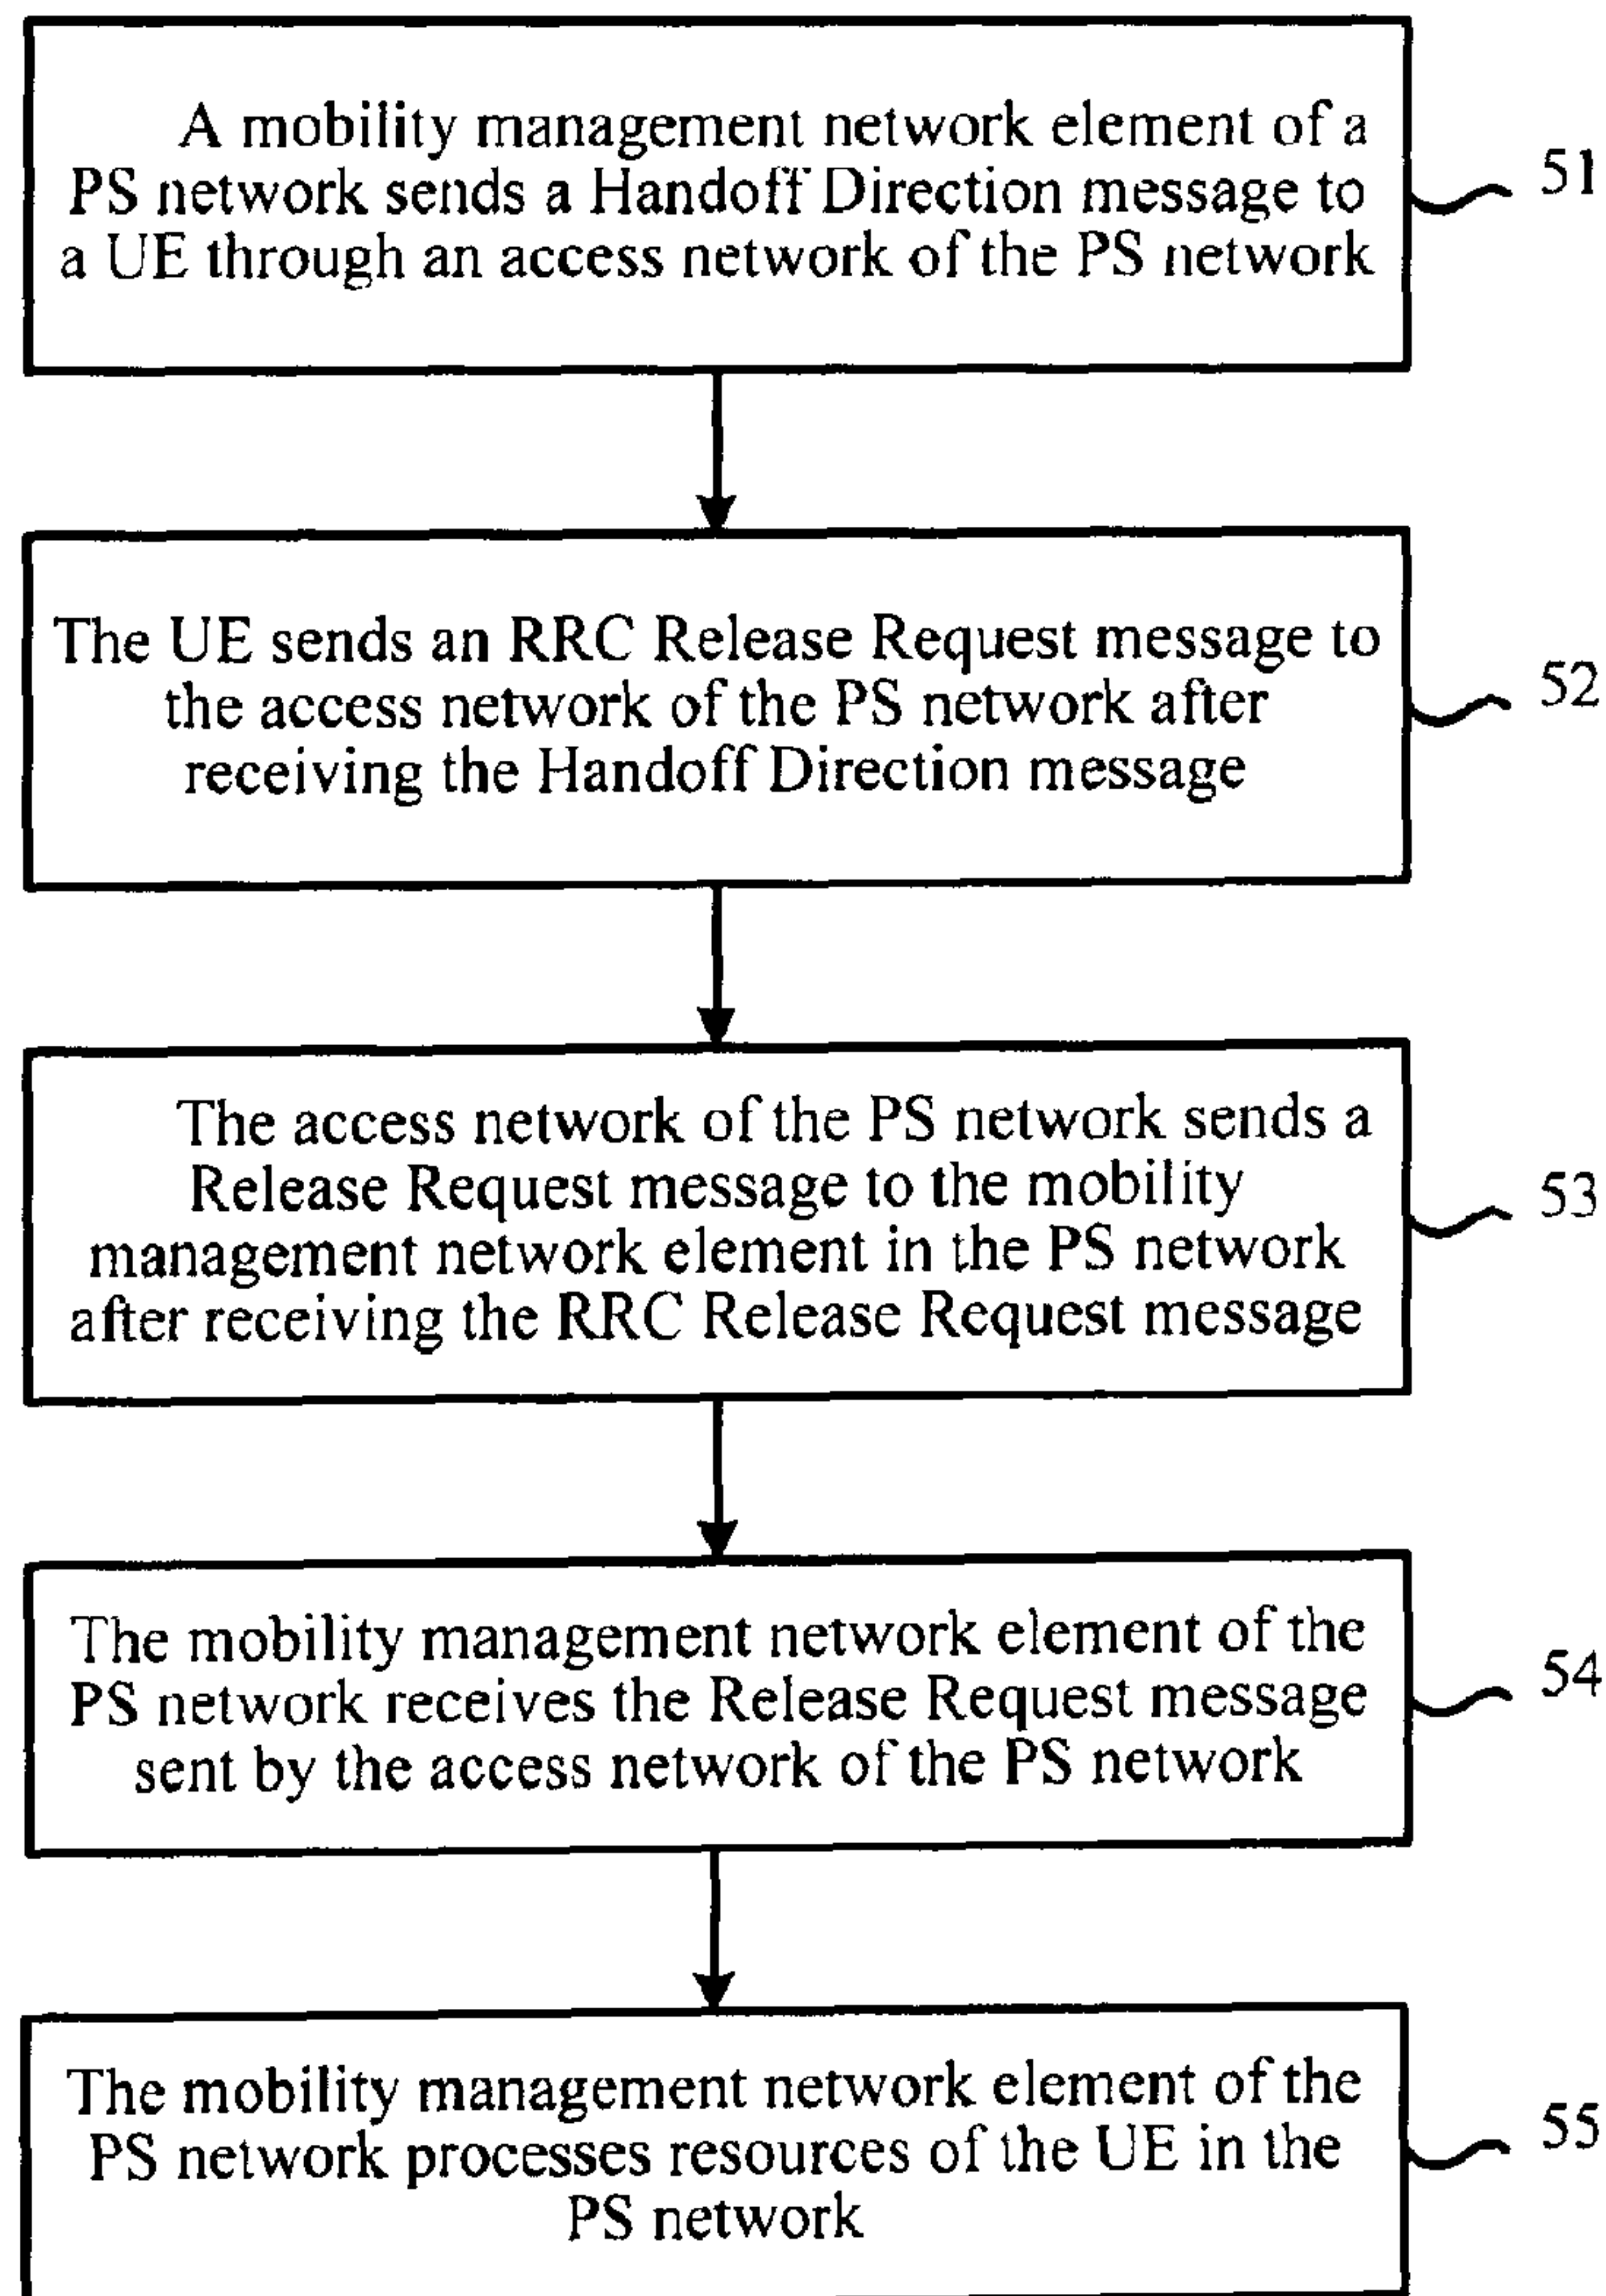 A mobility management network element of a
PS network sends a Handoff Direction message to
a UE through an access network of the PS network
51
The UE sends an RRC Release Request message to
the access network of the PS network after
receiving the Handoff Direction message
52
The access network of the PS network sends a
Release Request message to the mobility
management network element in the PS network
after receiving the RRC Release Request message
53
The mobility management network element of the
PS network receives the Release Request message
sent by the access network of the PS network
54
The mobility management network element of the
PS network processes resources of the UE in the
PS network
55